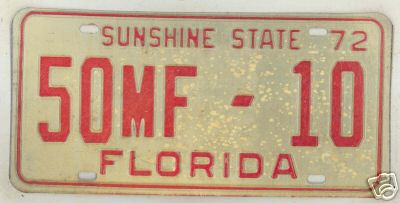 SUNSHINE STATE 72
50MF - 10
FLORIDA